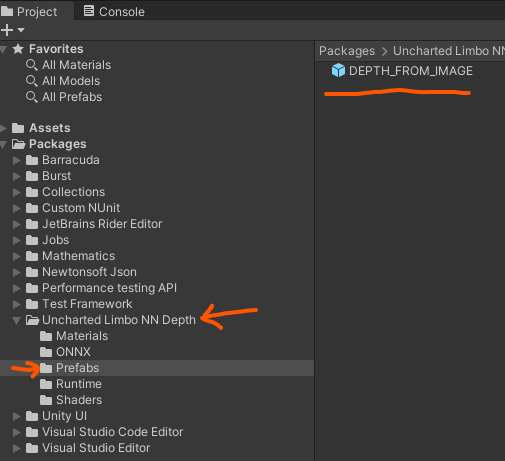 Project
Console
Favorites
All Materials
All Models
All Prefabs
Assets
Packages
Barracuda
Burst
Collections
Custom NUnit
JetBrains Rider Editor
Jobs
Mathematics
Newtonsoft Json
Performance testing API
Test Framework
Uncharted Limbo NN Depth
Materials
ONNX
Prefabs
Runtime
Shaders
Unity UI
Visual Studio Code Editor
Visual Studio Editor
Packages > Uncharted Limbo NN
DEPTH_FROM_IMAGE